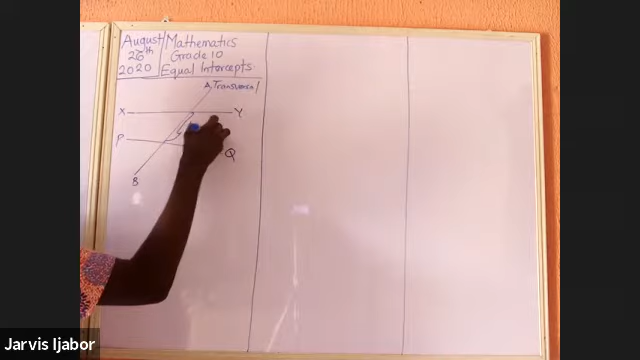 August
26th
2020
Mathematics
Grade 10
Equal Intercepts
A Transversal
X
Y
P
Q
B
Jarvis Ijabor